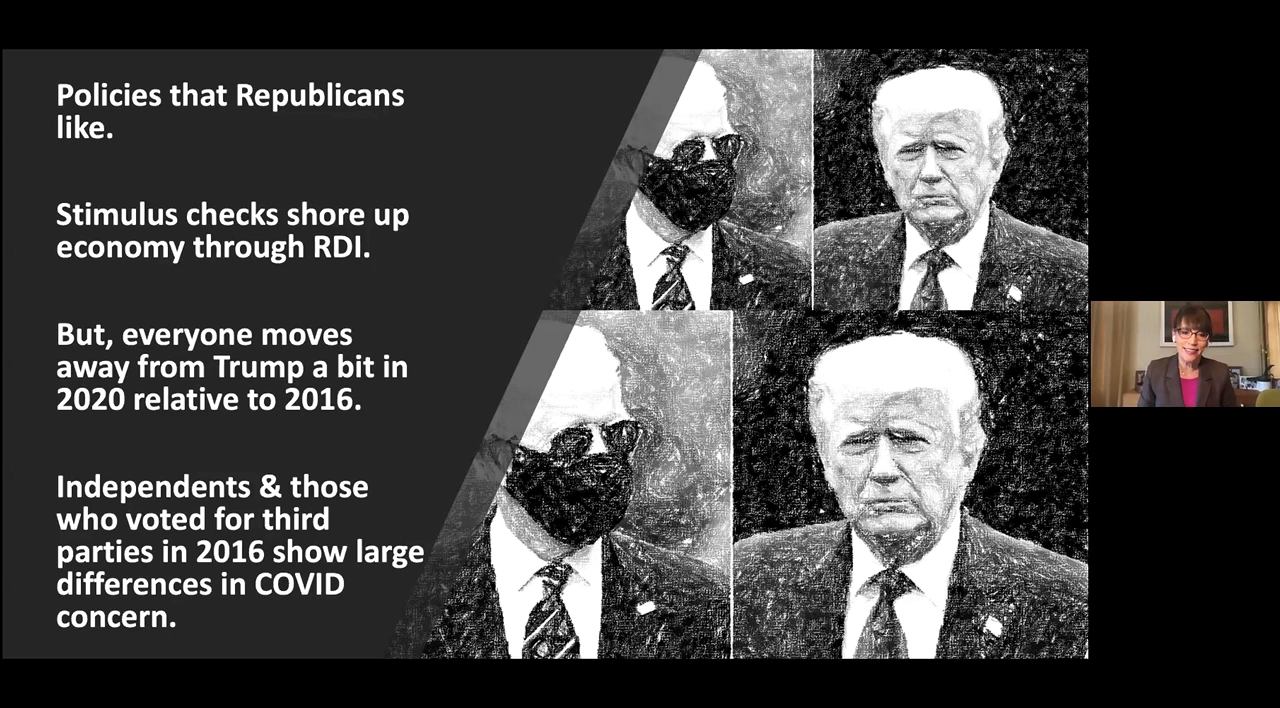 Policies that Republicans
like.
Stimulus checks shore up
economy through RDI.
But, everyone moves
away from Trump a bit in
2020 relative to 2016.
Independents & those
who voted for third
parties in 2016 show large
differences in COVID
concern.